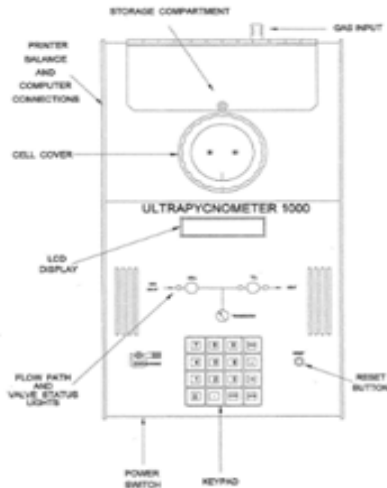 STORAGE COMPARTMENT
GAS INPUT
PRINTER
BALANCE
AND
COMPUTER
CONNECTIONS
CELL COVER
ULTRAPYCNOMETER 1000
LCD
DISPLAY
FLOW PATH
AND
VALVE STATUS
LIGHTS
RESET
BUTTON
POWER
SWITCH
KEYPAD